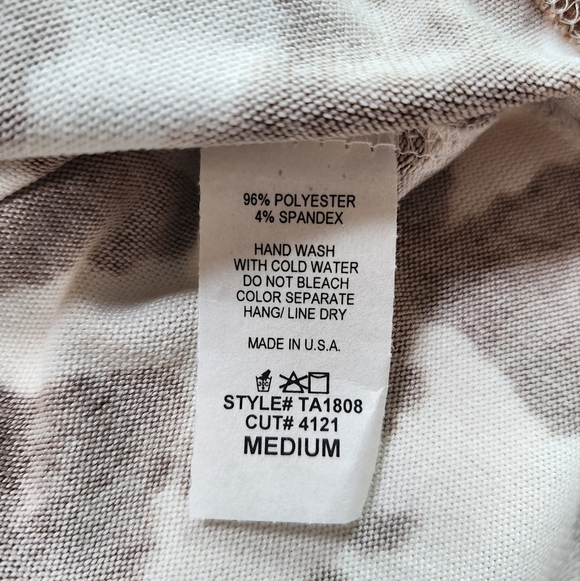 96% POLYESTER
4% SPANDEX
HAND WASH
WITH COLD WATER
DO NOT BLEACH
COLOR SEPARATE
HANG/ LINE DRY
MADE IN U.S.A.
STYLE# TA1808
CUT# 4121
MEDIUM